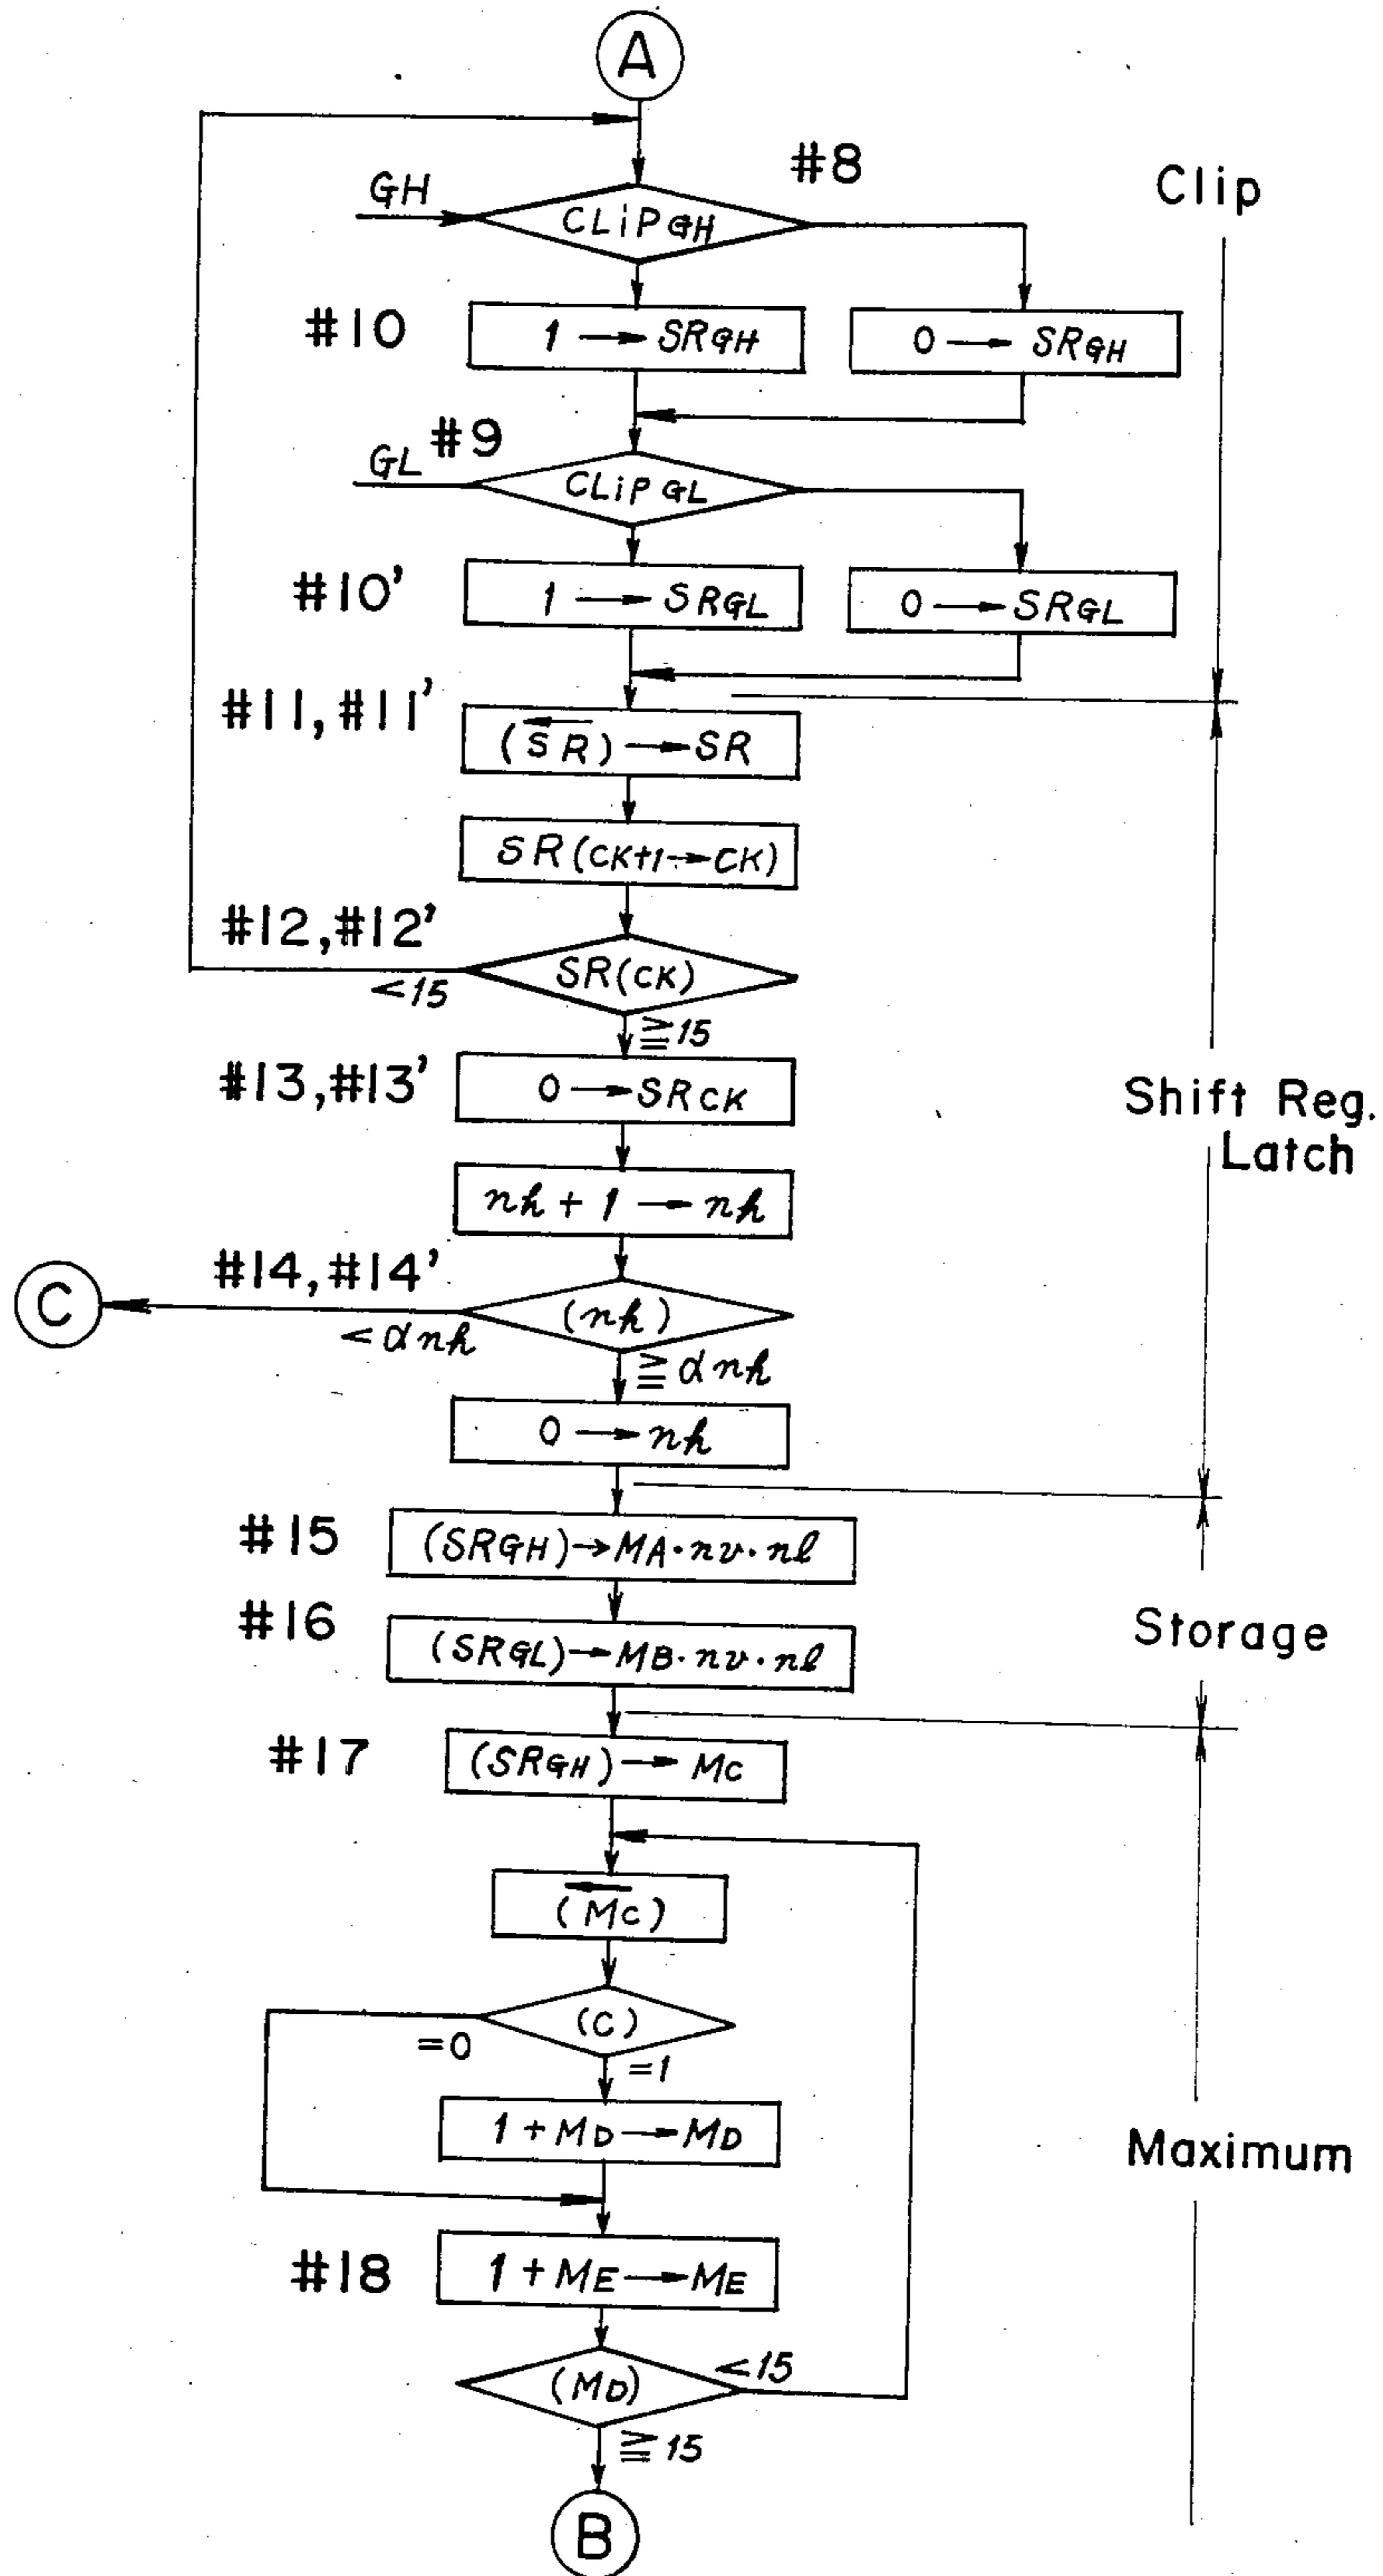 A
#8
Clip
GH
CLiP GH
#10
1 → SRGH
0 → SRGH
#9
GL
CLiP GL
#10'
1 → SRGL
0 → SRGL
#11, #11'
(SR) → SR
SR(CK+1→CK)
#12, #12'
SR(CK)
<15
≧15
#13, #13'
0 → SRCK
Shift Reg.
Latch
nh + 1 → nh
#14, #14'
C
(nh)
<αnh
≧αnh
0 → nh
#15
(SRGH)→MA·nv·nl
#16
(SRGL)→MB·nv·nl
Storage
#17
(SRGH) → MC
(MC)
(C)
=0
=1
1 + MD → MD
Maximum
#18
1 + ME → ME
(MD)
<15
≧15
B